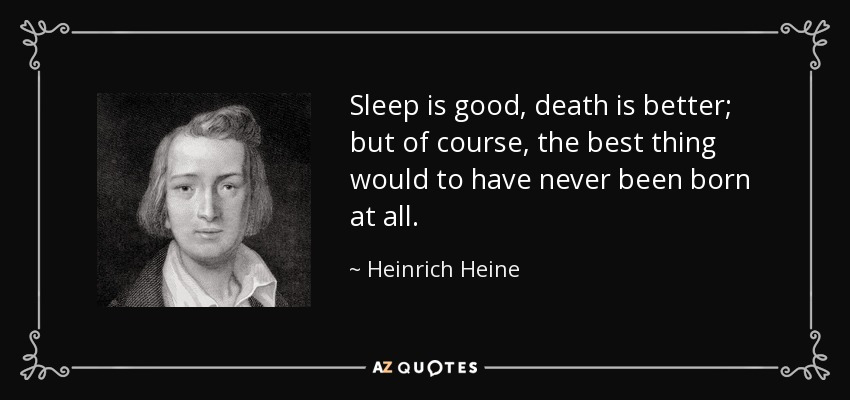 Sleep is good, death is better;
but of course, the best thing
would to have never been born
at all.
~ Heinrich Heine
AZ QUOTES